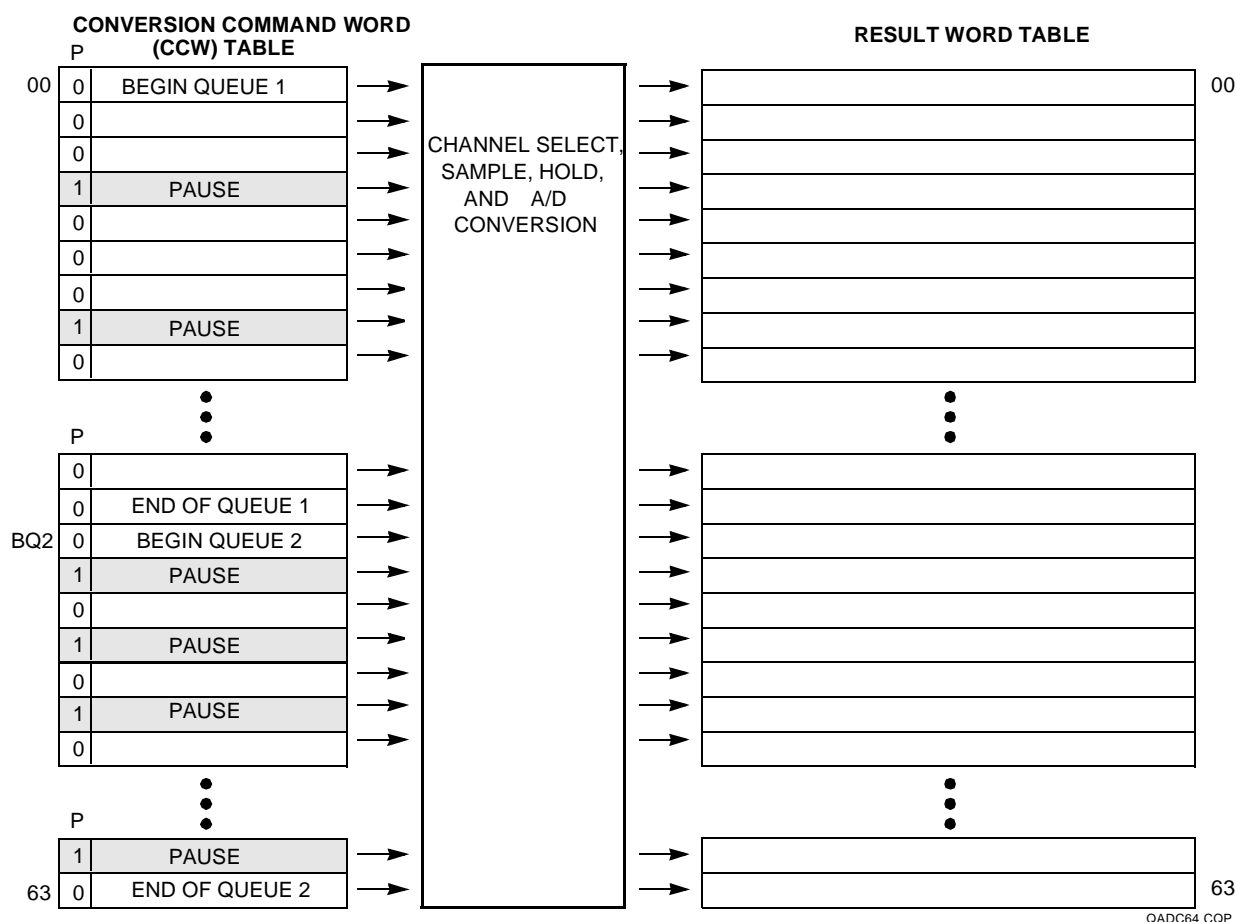 CONVERSION COMMAND WORD
(CCW) TABLE
RESULT WORD TABLE
P
00 0 BEGIN QUEUE 1 00
0
0
1 PAUSE
0
0
0
1 PAUSE
0
CHANNEL SELECT,
SAMPLE, HOLD,
AND A/D
CONVERSION
P
0
0 END OF QUEUE 1
BQ2 0 BEGIN QUEUE 2
1 PAUSE
0
1 PAUSE
0
1 PAUSE
0
P
1 PAUSE
63 0 END OF QUEUE 2 63
QADC64 CQP